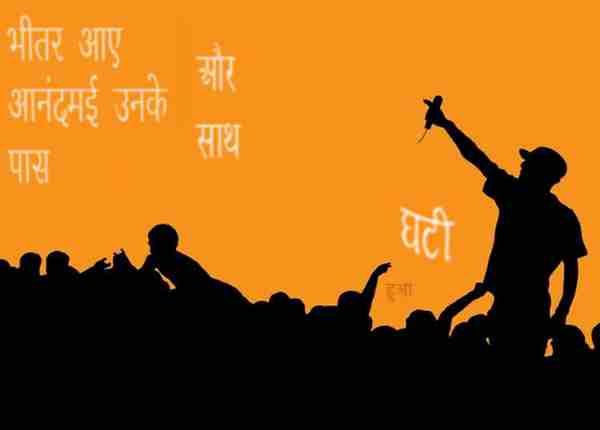 भीतर आए
आनंदमई उनके
पास
और
साथ
घटी
हुआ